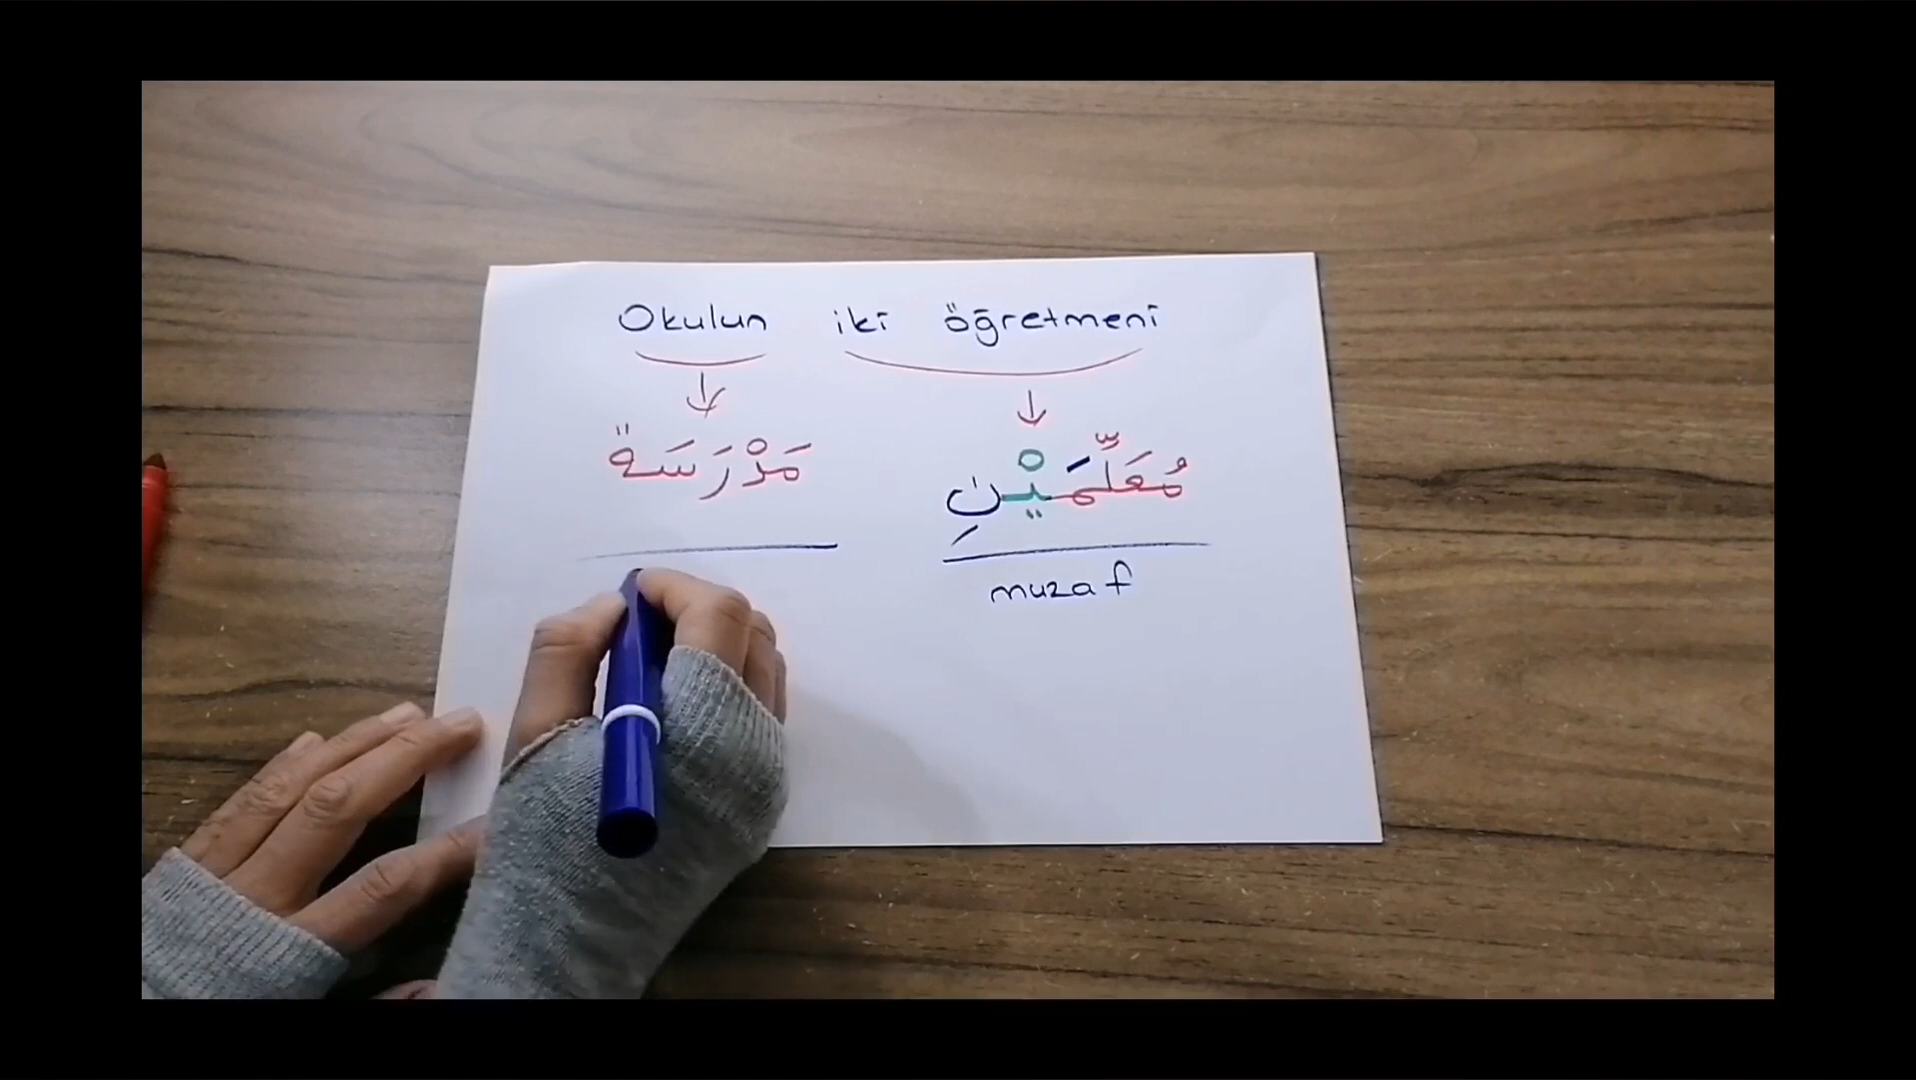 Okulun iki öğretmeni
مَدْرَسَة مُعَلِّمَيْنِ
muzaf